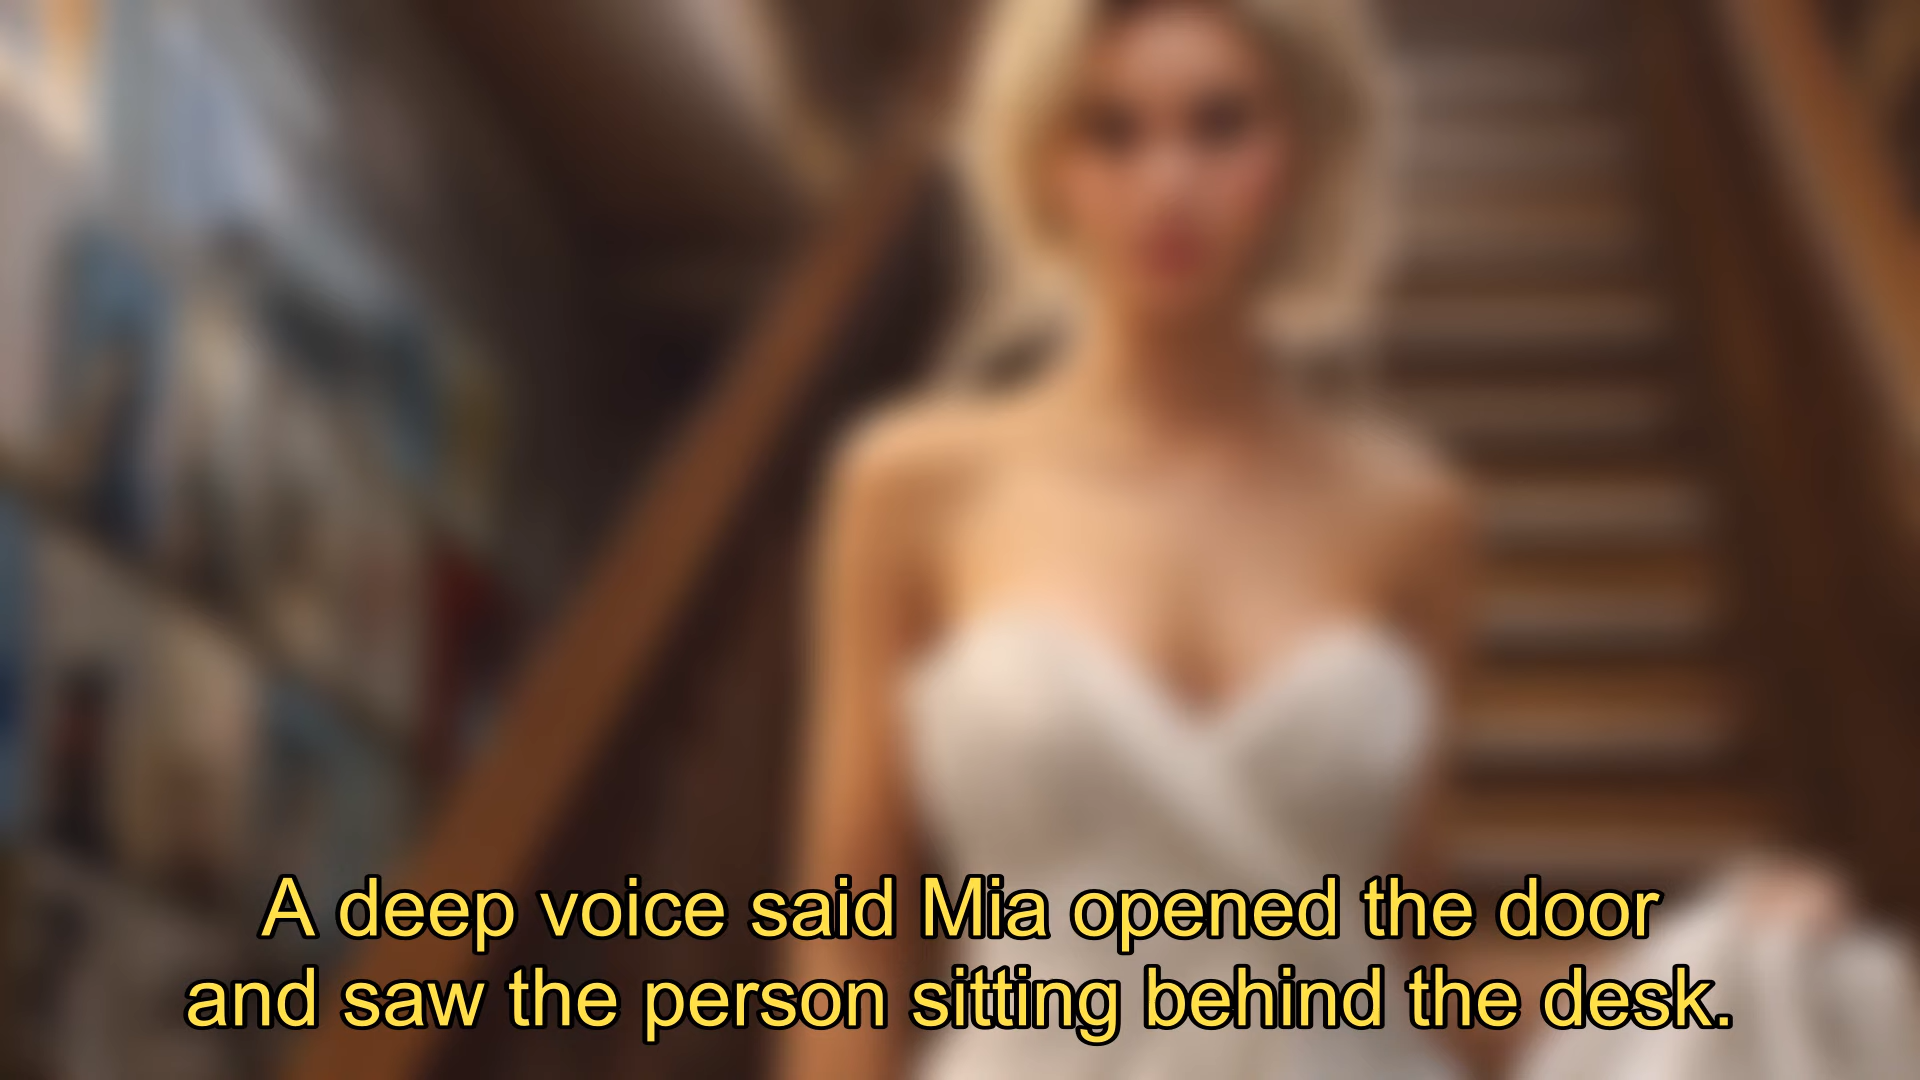 A deep voice said Mia opened the door
and saw the person sitting behind the desk.